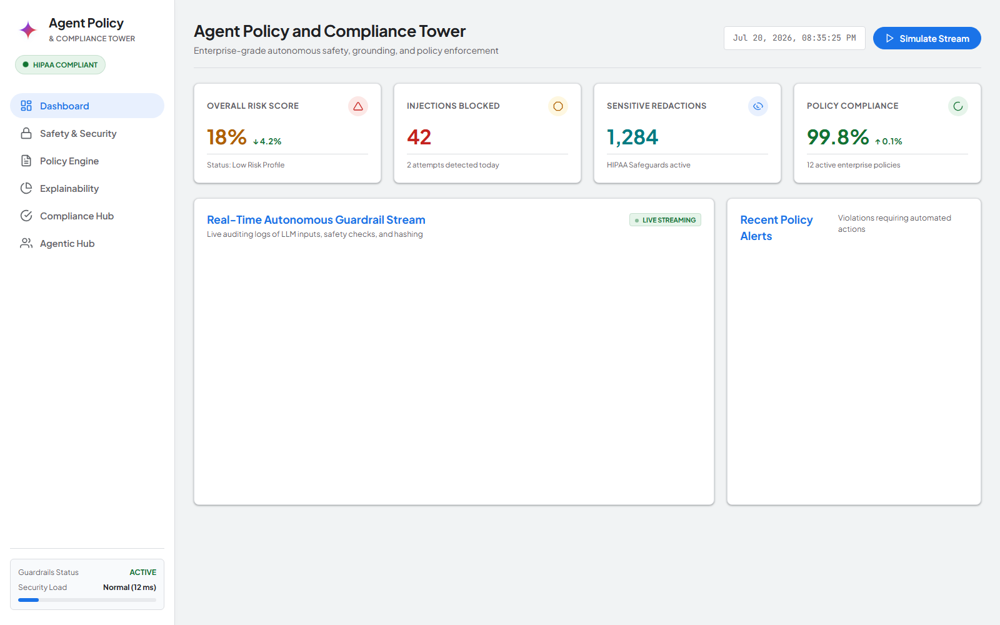 Agent Policy
& COMPLIANCE TOWER
HIPAA COMPLIANT
Dashboard
Safety & Security
Policy Engine
Explainability
Compliance Hub
Agentic Hub
Guardrails Status ACTIVE
Security Load Normal (12 ms)
Agent Policy and Compliance Tower
Enterprise-grade autonomous safety, grounding, and policy enforcement
Jul 20, 2026, 08:35:25 PM
Simulate Stream
OVERALL RISK SCORE
18% ↓ 4.2%
Status: Low Risk Profile
INJECTIONS BLOCKED
42
2 attempts detected today
SENSITIVE REDACTIONS
1,284
HIPAA Safeguards active
POLICY COMPLIANCE
99.8% ↑ 0.1%
12 active enterprise policies
Real-Time Autonomous Guardrail Stream
Live auditing logs of LLM inputs, safety checks, and hashing
LIVE STREAMING
Recent Policy
Alerts
Violations requiring automated
actions